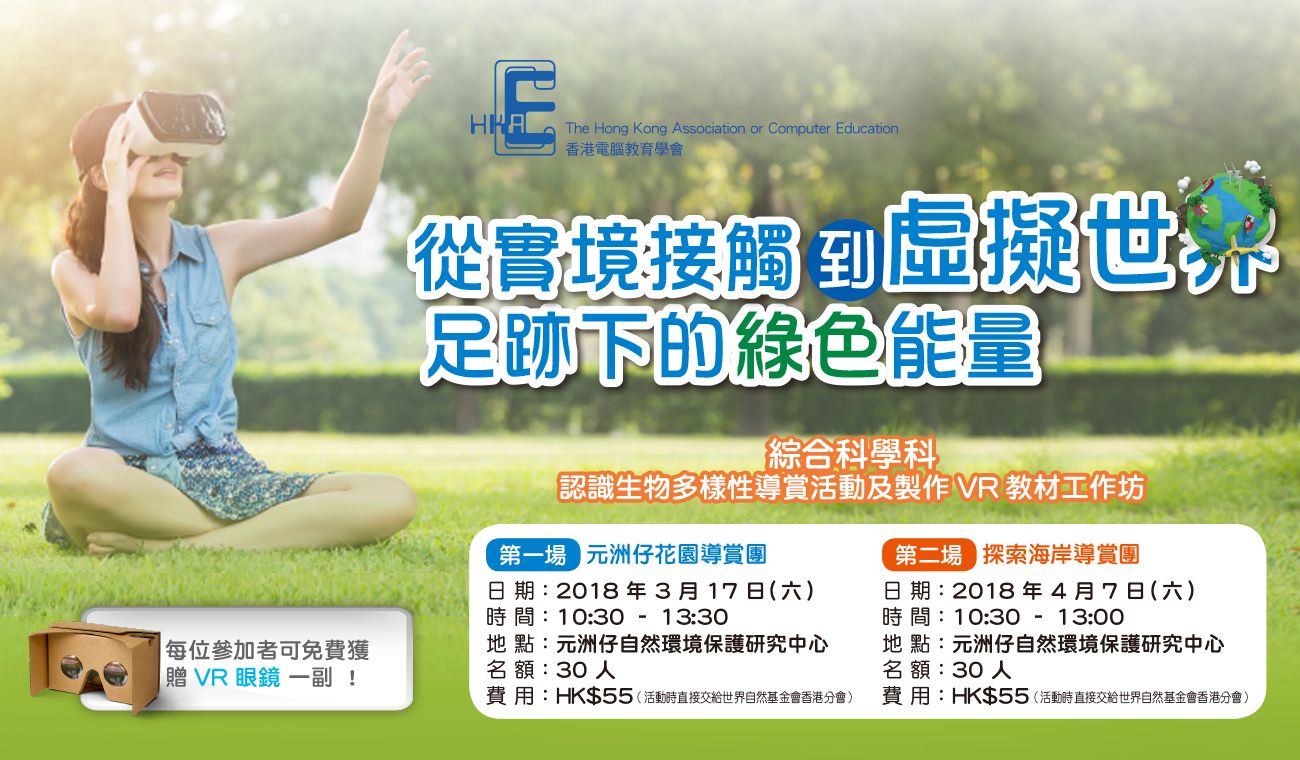 HKACE
The Hong Kong Association or Computer Education
香港電腦教育學會
從實境接觸到虛擬世界
足跡下的綠色能量
綜合科學科
認識生物多樣性導賞活動及製作 VR 教材工作坊
第一場 元洲仔花園導賞團
日期：2018 年 3 月 17 日(六)
時間：10:30 - 13:30
地點：元洲仔自然環境保護研究中心
名額：30 人
費用：HK$55（活動時直接交給世界自然基金會香港分會）
第二場 探索海岸導賞團
日期：2018 年 4 月 7 日(六)
時間：10:30 - 13:00
地點：元洲仔自然環境保護研究中心
名額：30 人
費用：HK$55（活動時直接交給世界自然基金會香港分會）
每位參加者可免費獲
贈 VR 眼鏡 一副 ！